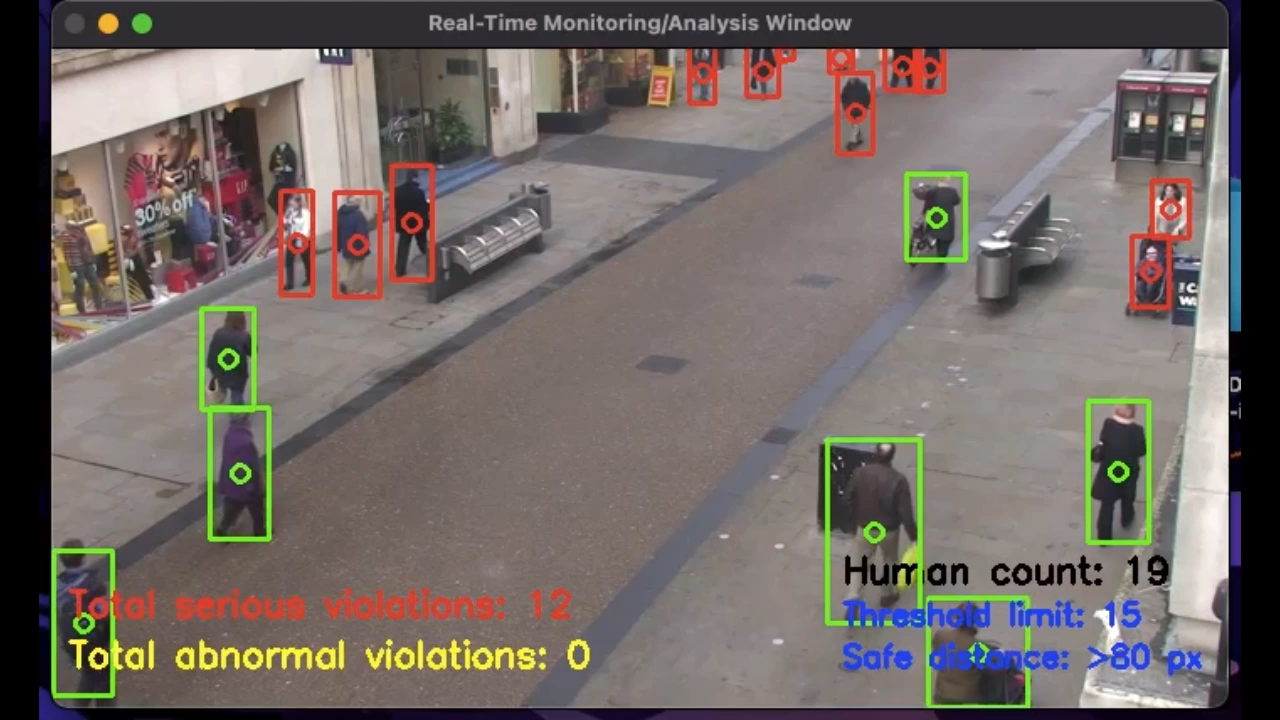 Real-Time Monitoring/Analysis Window
30% off
Human count: 19
Total serious violations: 12
Threshold limit: 15
Total abnormal violations: 0
Safe distance: >80 px